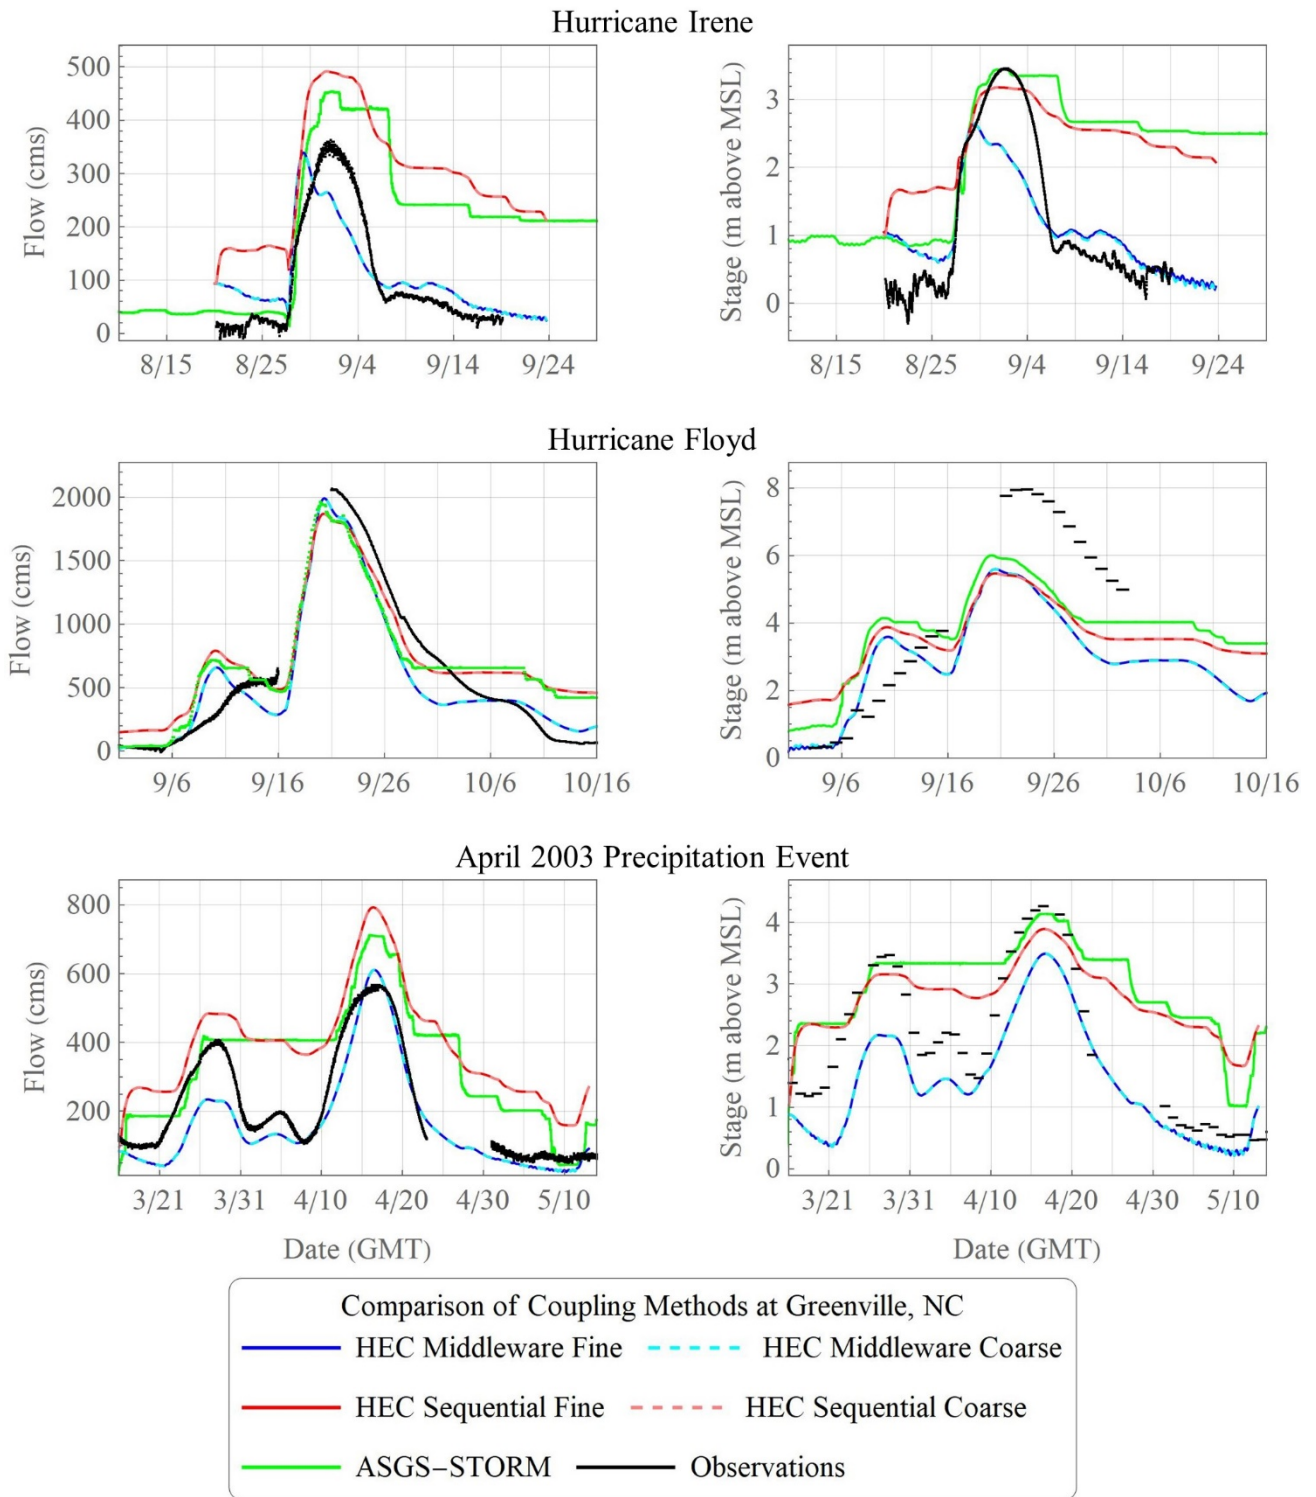 Hurricane Irene
Flow (cms)
500
400
300
200
100
0
8/15 8/25 9/4 9/14 9/24
Stage (m above MSL)
3
2
1
0
8/15 8/25 9/4 9/14 9/24
Hurricane Floyd
Flow (cms)
2000
1500
1000
500
0
9/6 9/16 9/26 10/6 10/16
Stage (m above MSL)
8
6
4
2
0
9/6 9/16 9/26 10/6 10/16
April 2003 Precipitation Event
Flow (cms)
800
600
400
200
3/21 3/31 4/10 4/20 4/30 5/10
Date (GMT)
Stage (m above MSL)
4
3
2
1
0
3/21 3/31 4/10 4/20 4/30 5/10
Date (GMT)
Comparison of Coupling Methods at Greenville, NC
HEC Middleware Fine HEC Middleware Coarse
HEC Sequential Fine HEC Sequential Coarse
ASGS−STORM Observations